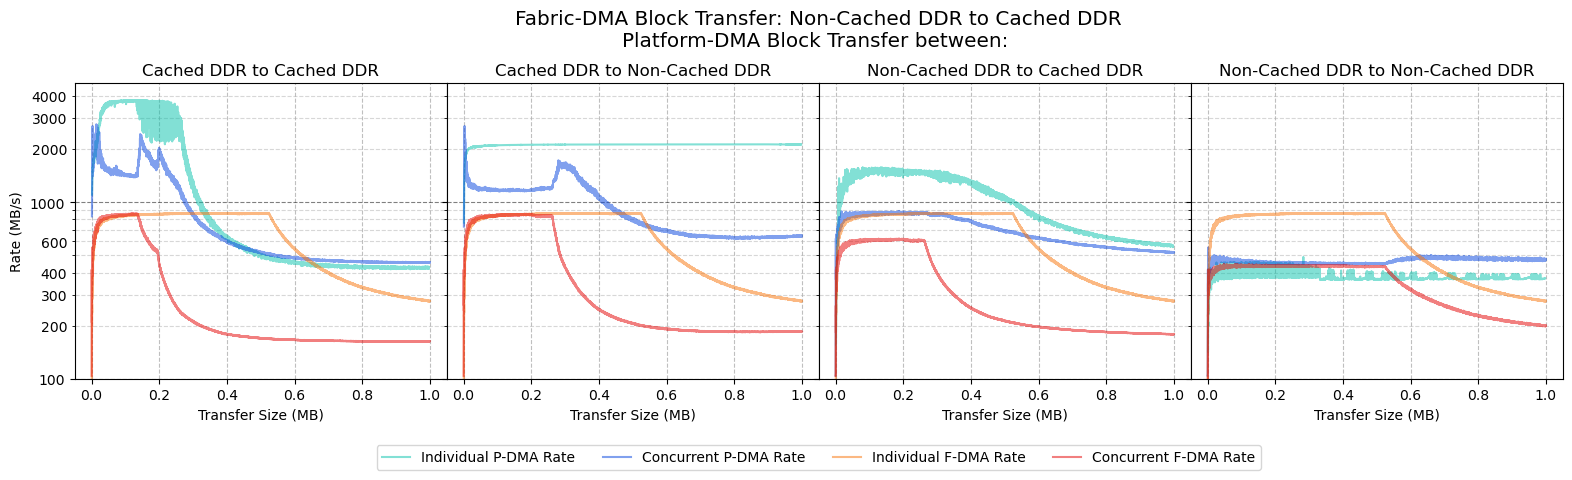 Fabric-DMA Block Transfer: Non-Cached DDR to Cached DDR
Platform-DMA Block Transfer between:
Cached DDR to Cached DDR
Cached DDR to Non-Cached DDR
Non-Cached DDR to Cached DDR
Non-Cached DDR to Non-Cached DDR
Rate (MB/s)
4000
3000
2000
1000
600
400
300
200
100
0.0 0.2 0.4 0.6 0.8 1.0
0.0 0.2 0.4 0.6 0.8 1.0
0.0 0.2 0.4 0.6 0.8 1.0
0.0 0.2 0.4 0.6 0.8 1.0
Transfer Size (MB)
Transfer Size (MB)
Transfer Size (MB)
Transfer Size (MB)
Individual P-DMA Rate
Concurrent P-DMA Rate
Individual F-DMA Rate
Concurrent F-DMA Rate